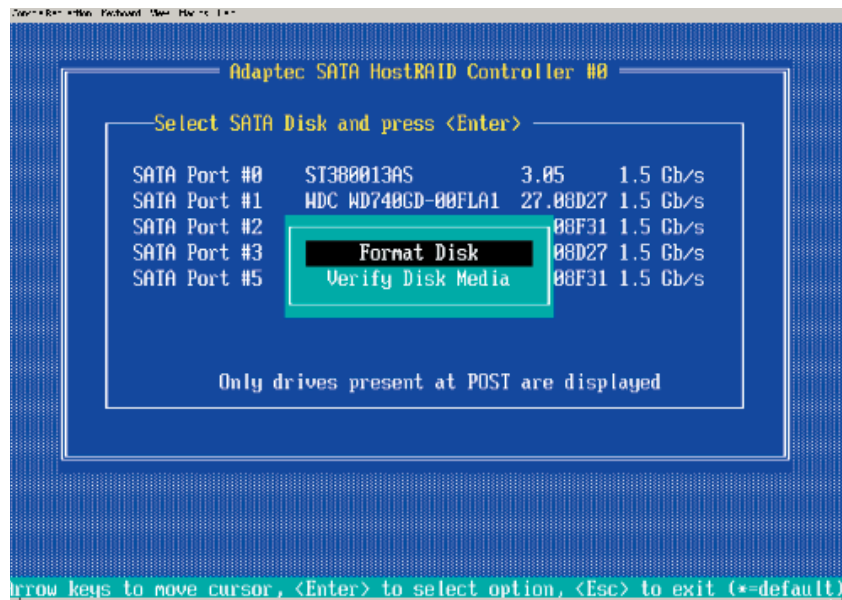 Adaptec SATA HostRAID Controller #0
Select SATA Disk and press <Enter>
SATA Port #0 ST380013AS 3.05 1.5 Gb/s
SATA Port #1 WDC WD740GD-00FLA1 27.08D27 1.5 Gb/s
SATA Port #2 08F31 1.5 Gb/s
SATA Port #3 08D27 1.5 Gb/s
SATA Port #5 08F31 1.5 Gb/s
Format Disk
Verify Disk Media
Only drives present at POST are displayed
Arrow keys to move cursor, <Enter> to select option, <Esc> to exit (*=default)